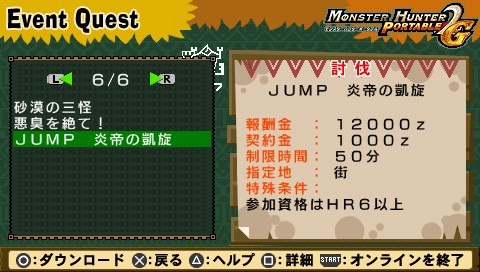 Event Quest
MONSTER HUNTER
PORTABLE 2nd G
L 6/6 R
砂漠の三怪
悪臭を絶て！
ＪＵＭＰ 炎帝の凱旋
討伐
ＪＵＭＰ 炎帝の凱旋
報酬金 ： １２０００ｚ
契約金 ： １０００ｚ
制限時間： ５０分
指定地 ： 街
特殊条件：
参加資格はＨＲ６以上
◎:ダウンロード ⊗:戻る △:ヘルプ □:詳細 START:オンラインを終了